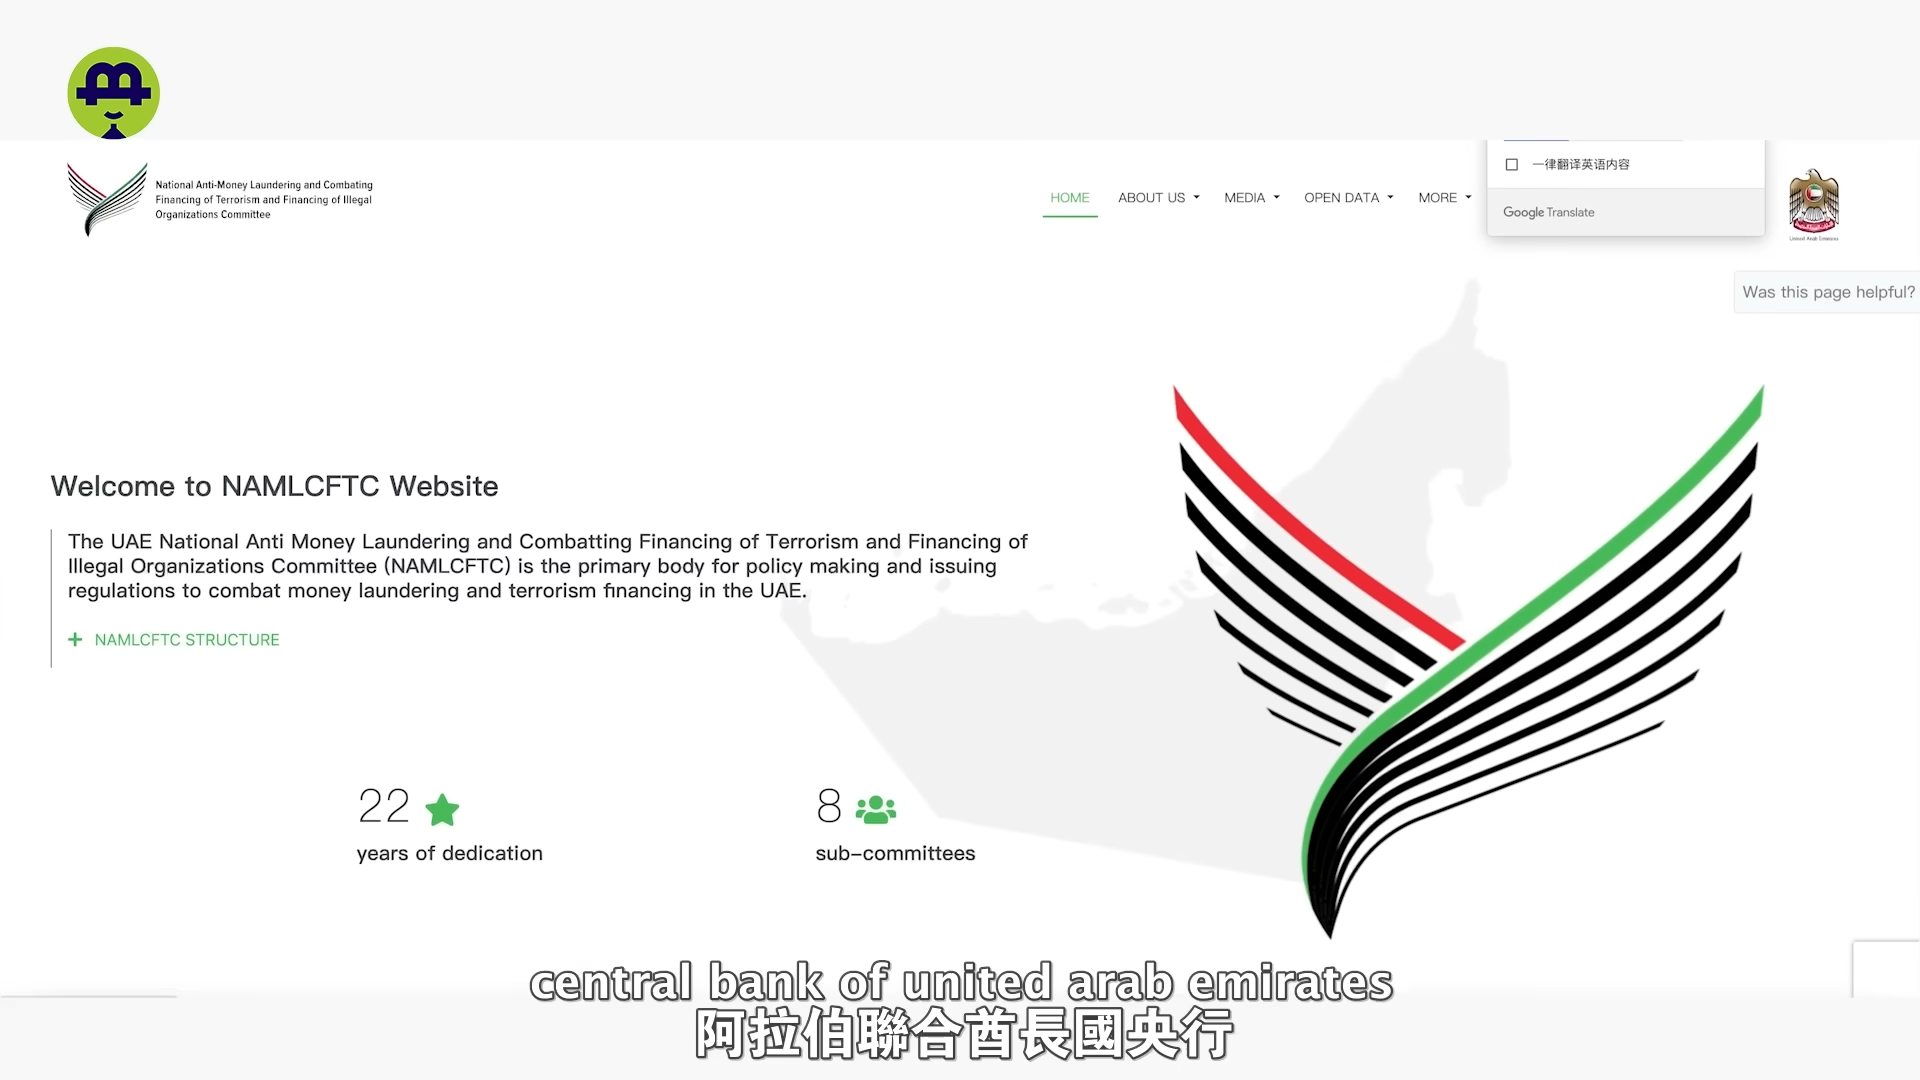 National Anti-Money Laundering and Combating
Financing of Terrorism and Financing of Illegal
Organizations Committee
HOME
ABOUT US
MEDIA
OPEN DATA
MORE
一律翻译英语内容
Google Translate
United Arab Emirates
Was this page helpful?
Welcome to NAMLCFTC Website
The UAE National Anti Money Laundering and Combatting Financing of Terrorism and Financing of
Illegal Organizations Committee (NAMLCFTC) is the primary body for policy making and issuing
regulations to combat money laundering and terrorism financing in the UAE.
+ NAMLCFTC STRUCTURE
22
years of dedication
8
sub-committees
central bank of united arab emirates
阿拉伯聯合酋長國央行